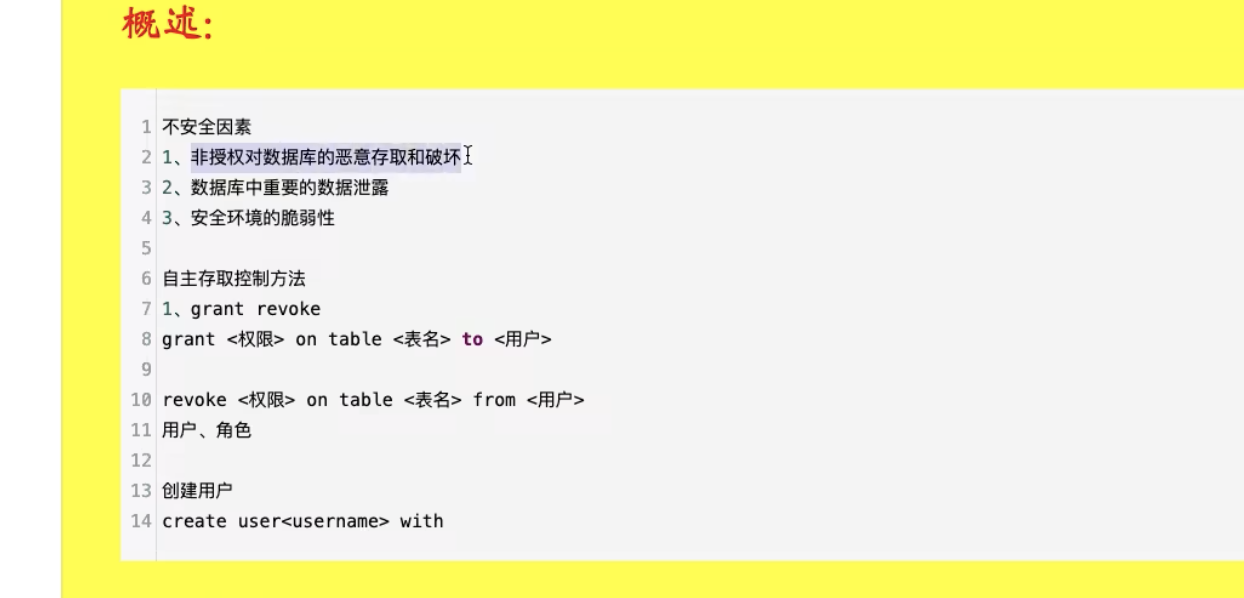 概述:
1 不安全因素
2 1、非授权对数据库的恶意存取和破坏
3 2、数据库中重要的数据泄露
4 3、安全环境的脆弱性
5
6 自主存取控制方法
7 1、grant revoke
8 grant <权限> on table <表名> to <用户>
9
10 revoke <权限> on table <表名> from <用户>
11 用户、角色
12
13 创建用户
14 create user<username> with